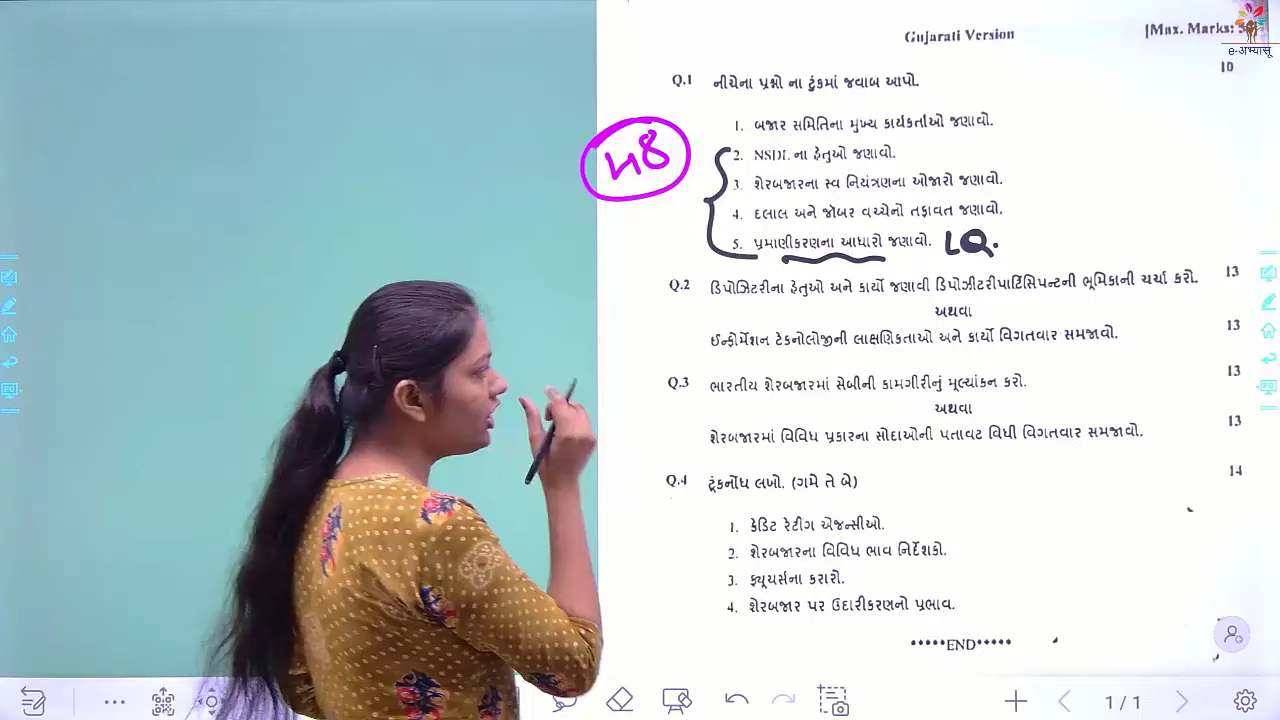 Gujarati Version
[Max. Marks: 5
e-अभ्यासू
10
Q.1 નીચેના પ્રશ્નો ના ટુંકમાં જવાબ આપો.
1. બજાર સમિતિના મુખ્ય કાર્યકર્તાઓ જણાવો.
48
2. NSDL ના હેતુઓ જણાવો.
3. શેરબજારના સ્વ નિયંત્રણના ઓજારો જણાવો.
4. દલાલ અને જૉબર વચ્ચેનો તફાવત જણાવો.
5. પ્રમાણીકરણના આધારો જણાવો. LQ.
Q.2 ડિપોઝિટરીના હેતુઓ અને કાર્યો જણાવી ડિપોઝીટરીપાર્ટિસિપન્ટની ભૂમિકાની ચર્ચા કરો. 13
અથવા
ઈન્ફોર્મેશન ટેકનોલોજીની લાક્ષણિકતાઓ અને કાર્યો વિગતવાર સમજાવો. 13
Q.3 ભારતીય શેરબજારમાં સેબીની કામગીરીનું મૂલ્યાંકન કરો. 13
અથવા
શેરબજારમાં વિવિધ પ્રકારના સોદાઓની પતાવટ વિધી વિગતવાર સમજાવો. 13
Q.4 ટૂંકનોંધ લખો. (ગમે તે બે) 14
1. ક્રેડિટ રેટીગ એજન્સીઓ.
2. શેરબજારના વિવિધ ભાવ નિર્દેશકો.
3. ફ્યૂચર્સના કરારો.
4. શેરબજાર પર ઉદારીકરણનો પ્રભાવ.
*****END*****
1 / 1